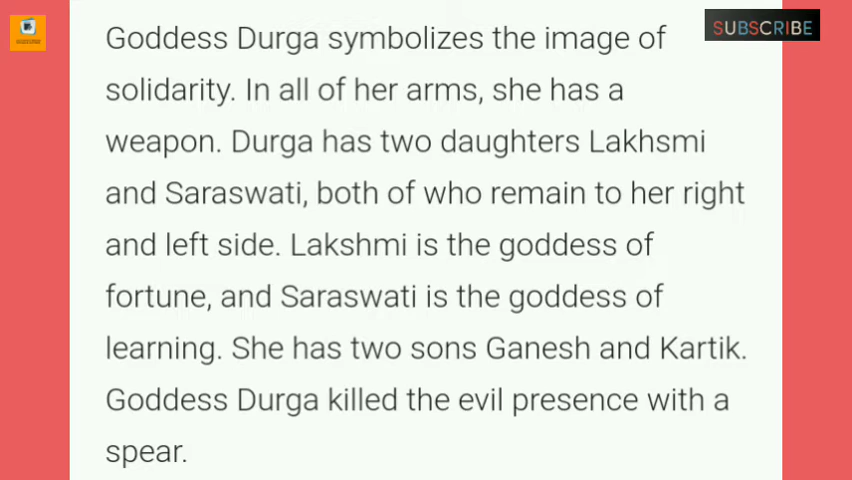 SUBSCRIBE
Goddess Durga symbolizes the image of
solidarity. In all of her arms, she has a
weapon. Durga has two daughters Lakhsmi
and Saraswati, both of who remain to her right
and left side. Lakshmi is the goddess of
fortune, and Saraswati is the goddess of
learning. She has two sons Ganesh and Kartik.
Goddess Durga killed the evil presence with a
spear.